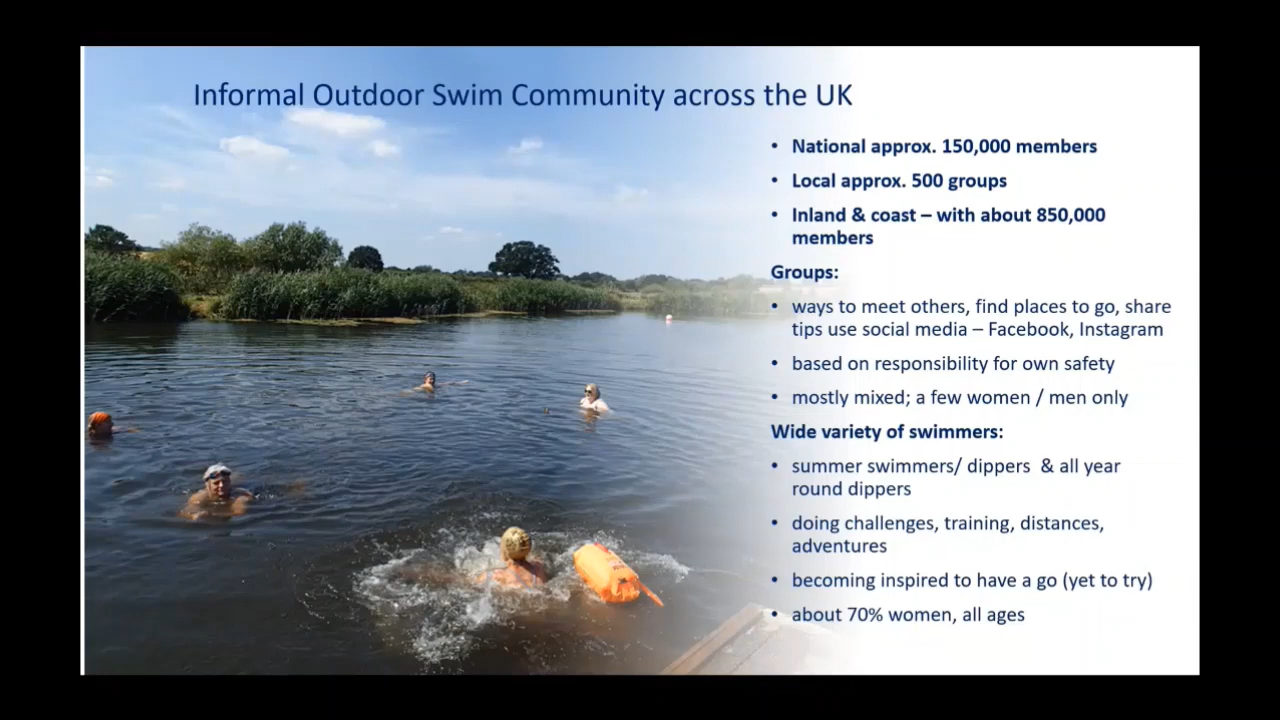 Informal Outdoor Swim Community across the UK
• National approx. 150,000 members
• Local approx. 500 groups
• Inland & coast – with about 850,000
members
Groups:
• ways to meet others, find places to go, share
tips use social media – Facebook, Instagram
• based on responsibility for own safety
• mostly mixed; a few women / men only
Wide variety of swimmers:
• summer swimmers/ dippers & all year
round dippers
• doing challenges, training, distances,
adventures
• becoming inspired to have a go (yet to try)
• about 70% women, all ages